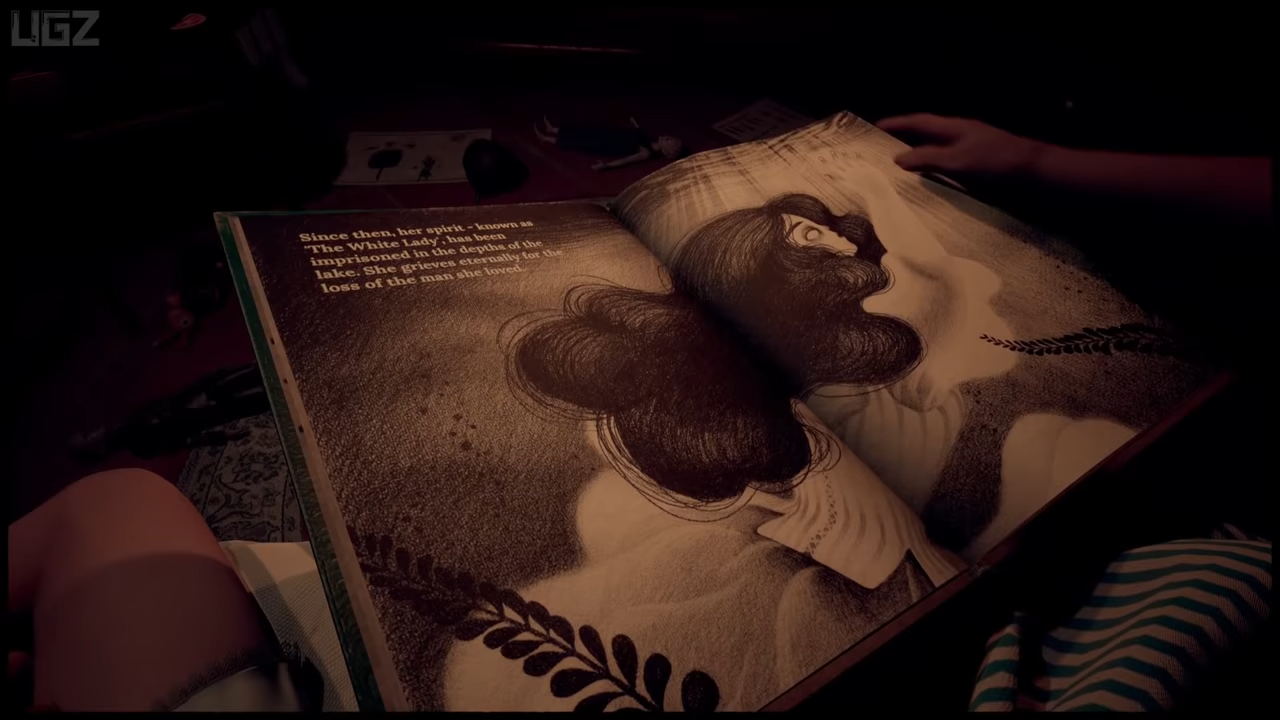 UGZ
Since then, her spirit - known as
'The White Lady', has been
imprisoned in the depths of the
lake. She grieves eternally for the
loss of the man she loved.